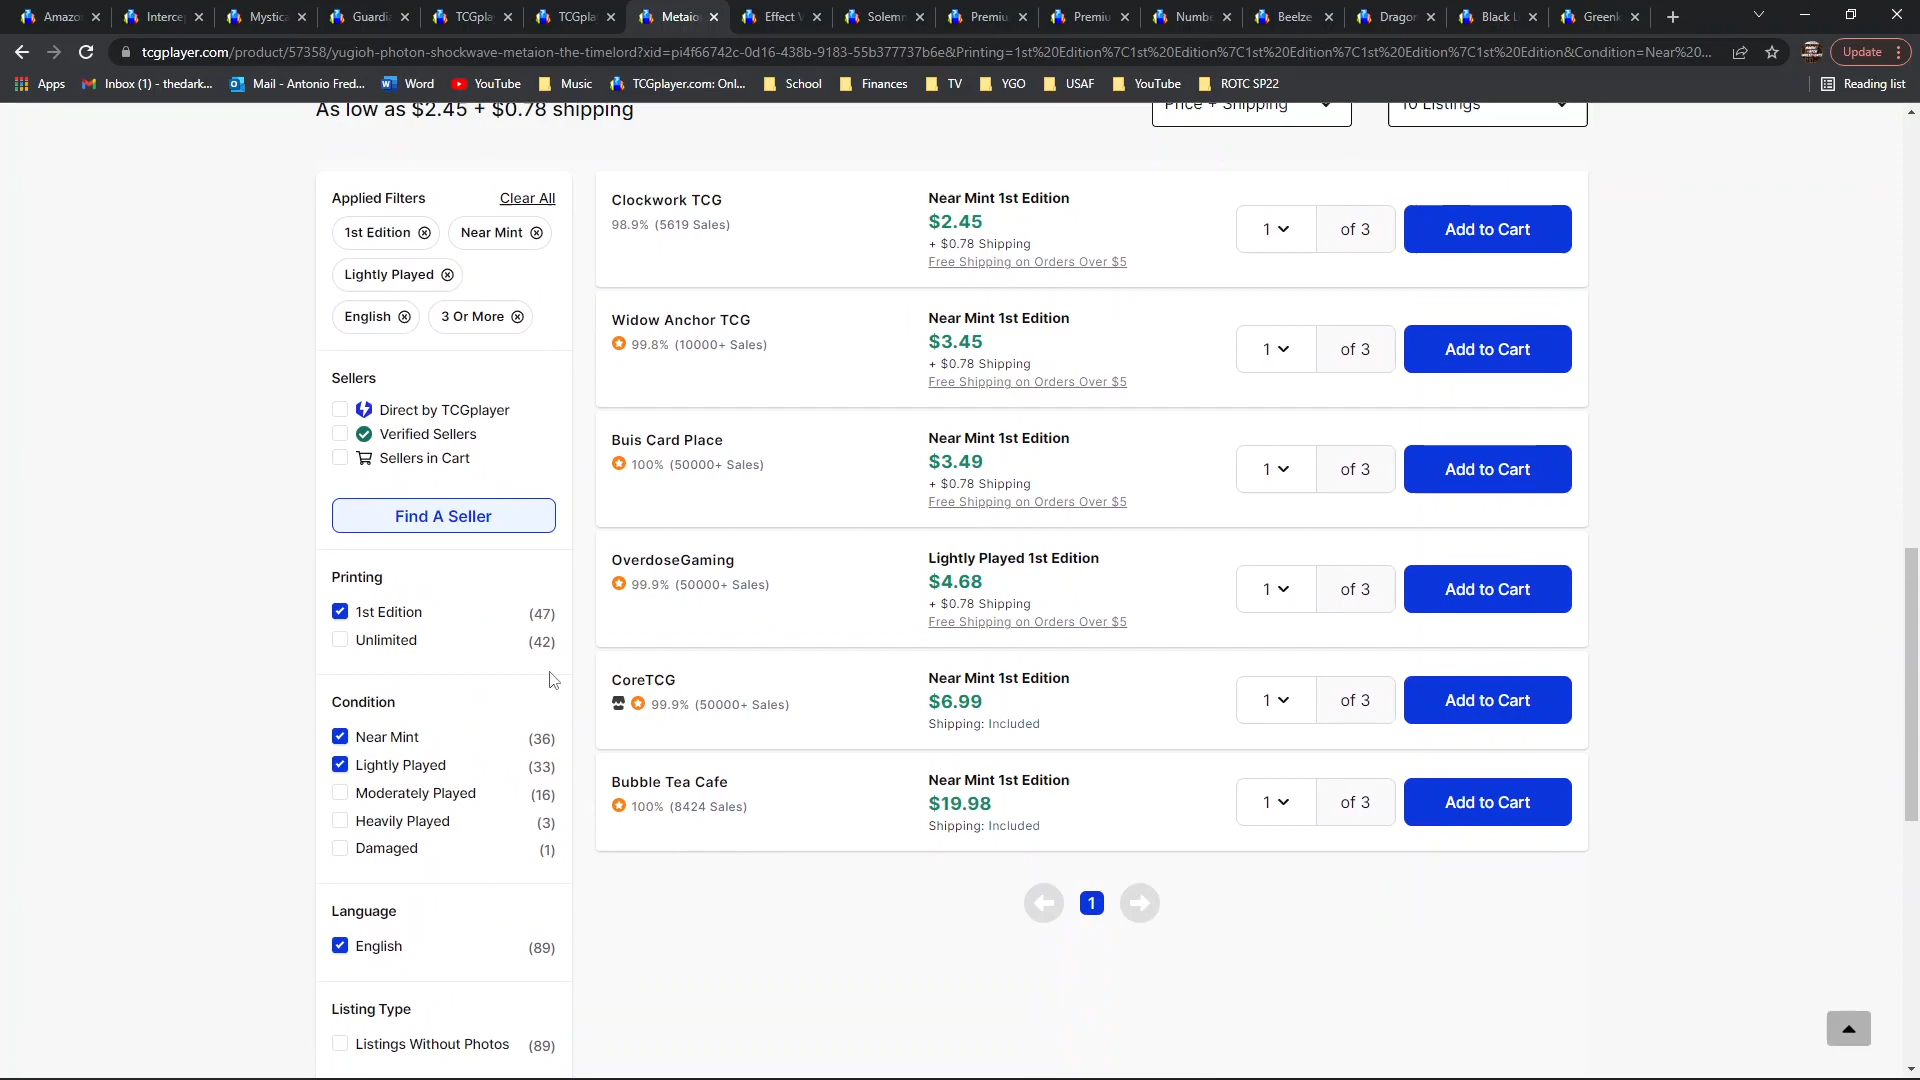 Amazo
Interce
Mystica
Guardia
TCGpla
TCGpla
Metaion
Effect V
Solemn
Premiu
Premiu
Numbe
Beelze
Dragon
Black L
Greenk
tcgplayer.com/product/57358/yugioh-photon-shockwave-metaion-the-timelord?xid=pi4f66742c-0d16-438b-9183-55b377737b6e&Printing=1st%20Edition%7C1st%20Edition%7C1st%20Edition%7C1st%20Edition%7C1st%20Edition&Condition=Near%20...
Update
Apps
Inbox (1) - thedark...
Mail - Antonio Fred...
Word
YouTube
Music
TCGplayer.com: Onl...
School
Finances
TV
YGO
USAF
YouTube
ROTC SP22
Reading list
As low as $2.45 + $0.78 shipping
Price + Shipping
10 Listings
Applied Filters
Clear All
1st Edition
Near Mint
Lightly Played
English
3 Or More
Sellers
Direct by TCGplayer
Verified Sellers
Sellers in Cart
Find A Seller
Printing
1st Edition (47)
Unlimited (42)
Condition
Near Mint (36)
Lightly Played (33)
Moderately Played (16)
Heavily Played (3)
Damaged (1)
Language
English (89)
Listing Type
Listings Without Photos (89)
Clockwork TCG
98.9% (5619 Sales)
Near Mint 1st Edition
$2.45
+ $0.78 Shipping
Free Shipping on Orders Over $5
1 of 3
Add to Cart
Widow Anchor TCG
99.8% (10000+ Sales)
Near Mint 1st Edition
$3.45
+ $0.78 Shipping
Free Shipping on Orders Over $5
1 of 3
Add to Cart
Buis Card Place
100% (50000+ Sales)
Near Mint 1st Edition
$3.49
+ $0.78 Shipping
Free Shipping on Orders Over $5
1 of 3
Add to Cart
OverdoseGaming
99.9% (50000+ Sales)
Lightly Played 1st Edition
$4.68
+ $0.78 Shipping
Free Shipping on Orders Over $5
1 of 3
Add to Cart
CoreTCG
99.9% (50000+ Sales)
Near Mint 1st Edition
$6.99
Shipping: Included
1 of 3
Add to Cart
Bubble Tea Cafe
100% (8424 Sales)
Near Mint 1st Edition
$19.98
Shipping: Included
1 of 3
Add to Cart
1